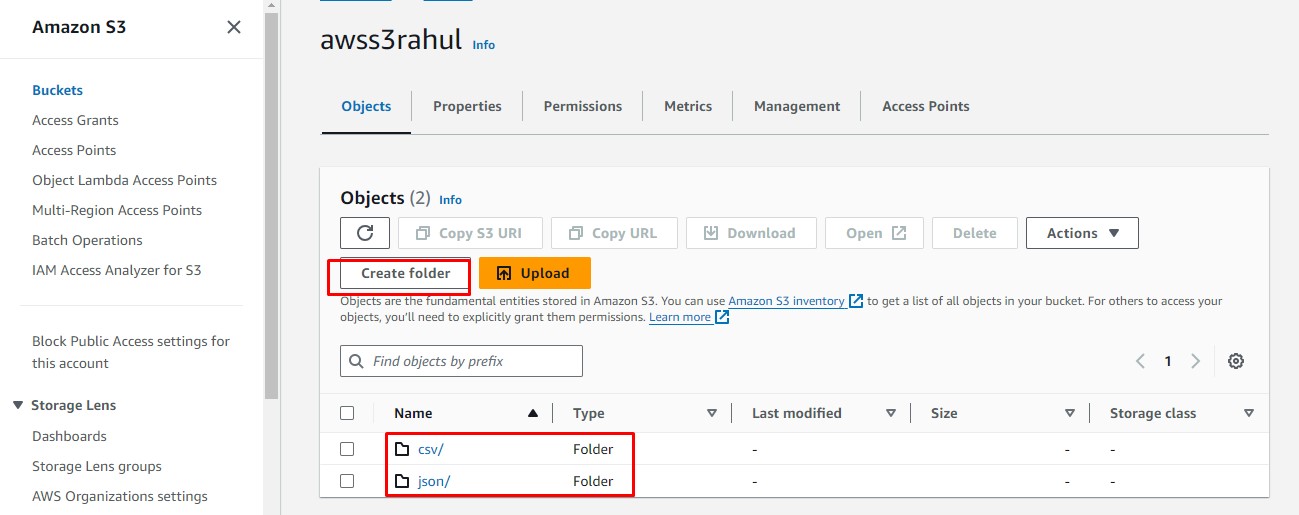 Amazon S3
Buckets
Access Grants
Access Points
Object Lambda Access Points
Multi-Region Access Points
Batch Operations
IAM Access Analyzer for S3
Block Public Access settings for
this account
Storage Lens
Dashboards
Storage Lens groups
AWS Organizations settings
awss3rahul Info
Objects Properties Permissions Metrics Management Access Points
Objects (2) Info
Copy S3 URI Copy URL Download Open Delete Actions
Create folder Upload
Objects are the fundamental entities stored in Amazon S3. You can use Amazon S3 inventory to get a list of all objects in your bucket. For others to access your
objects, you'll need to explicitly grant them permissions. Learn more
Find objects by prefix 1
Name Type Last modified Size Storage class
csv/ Folder - - -
json/ Folder - - -